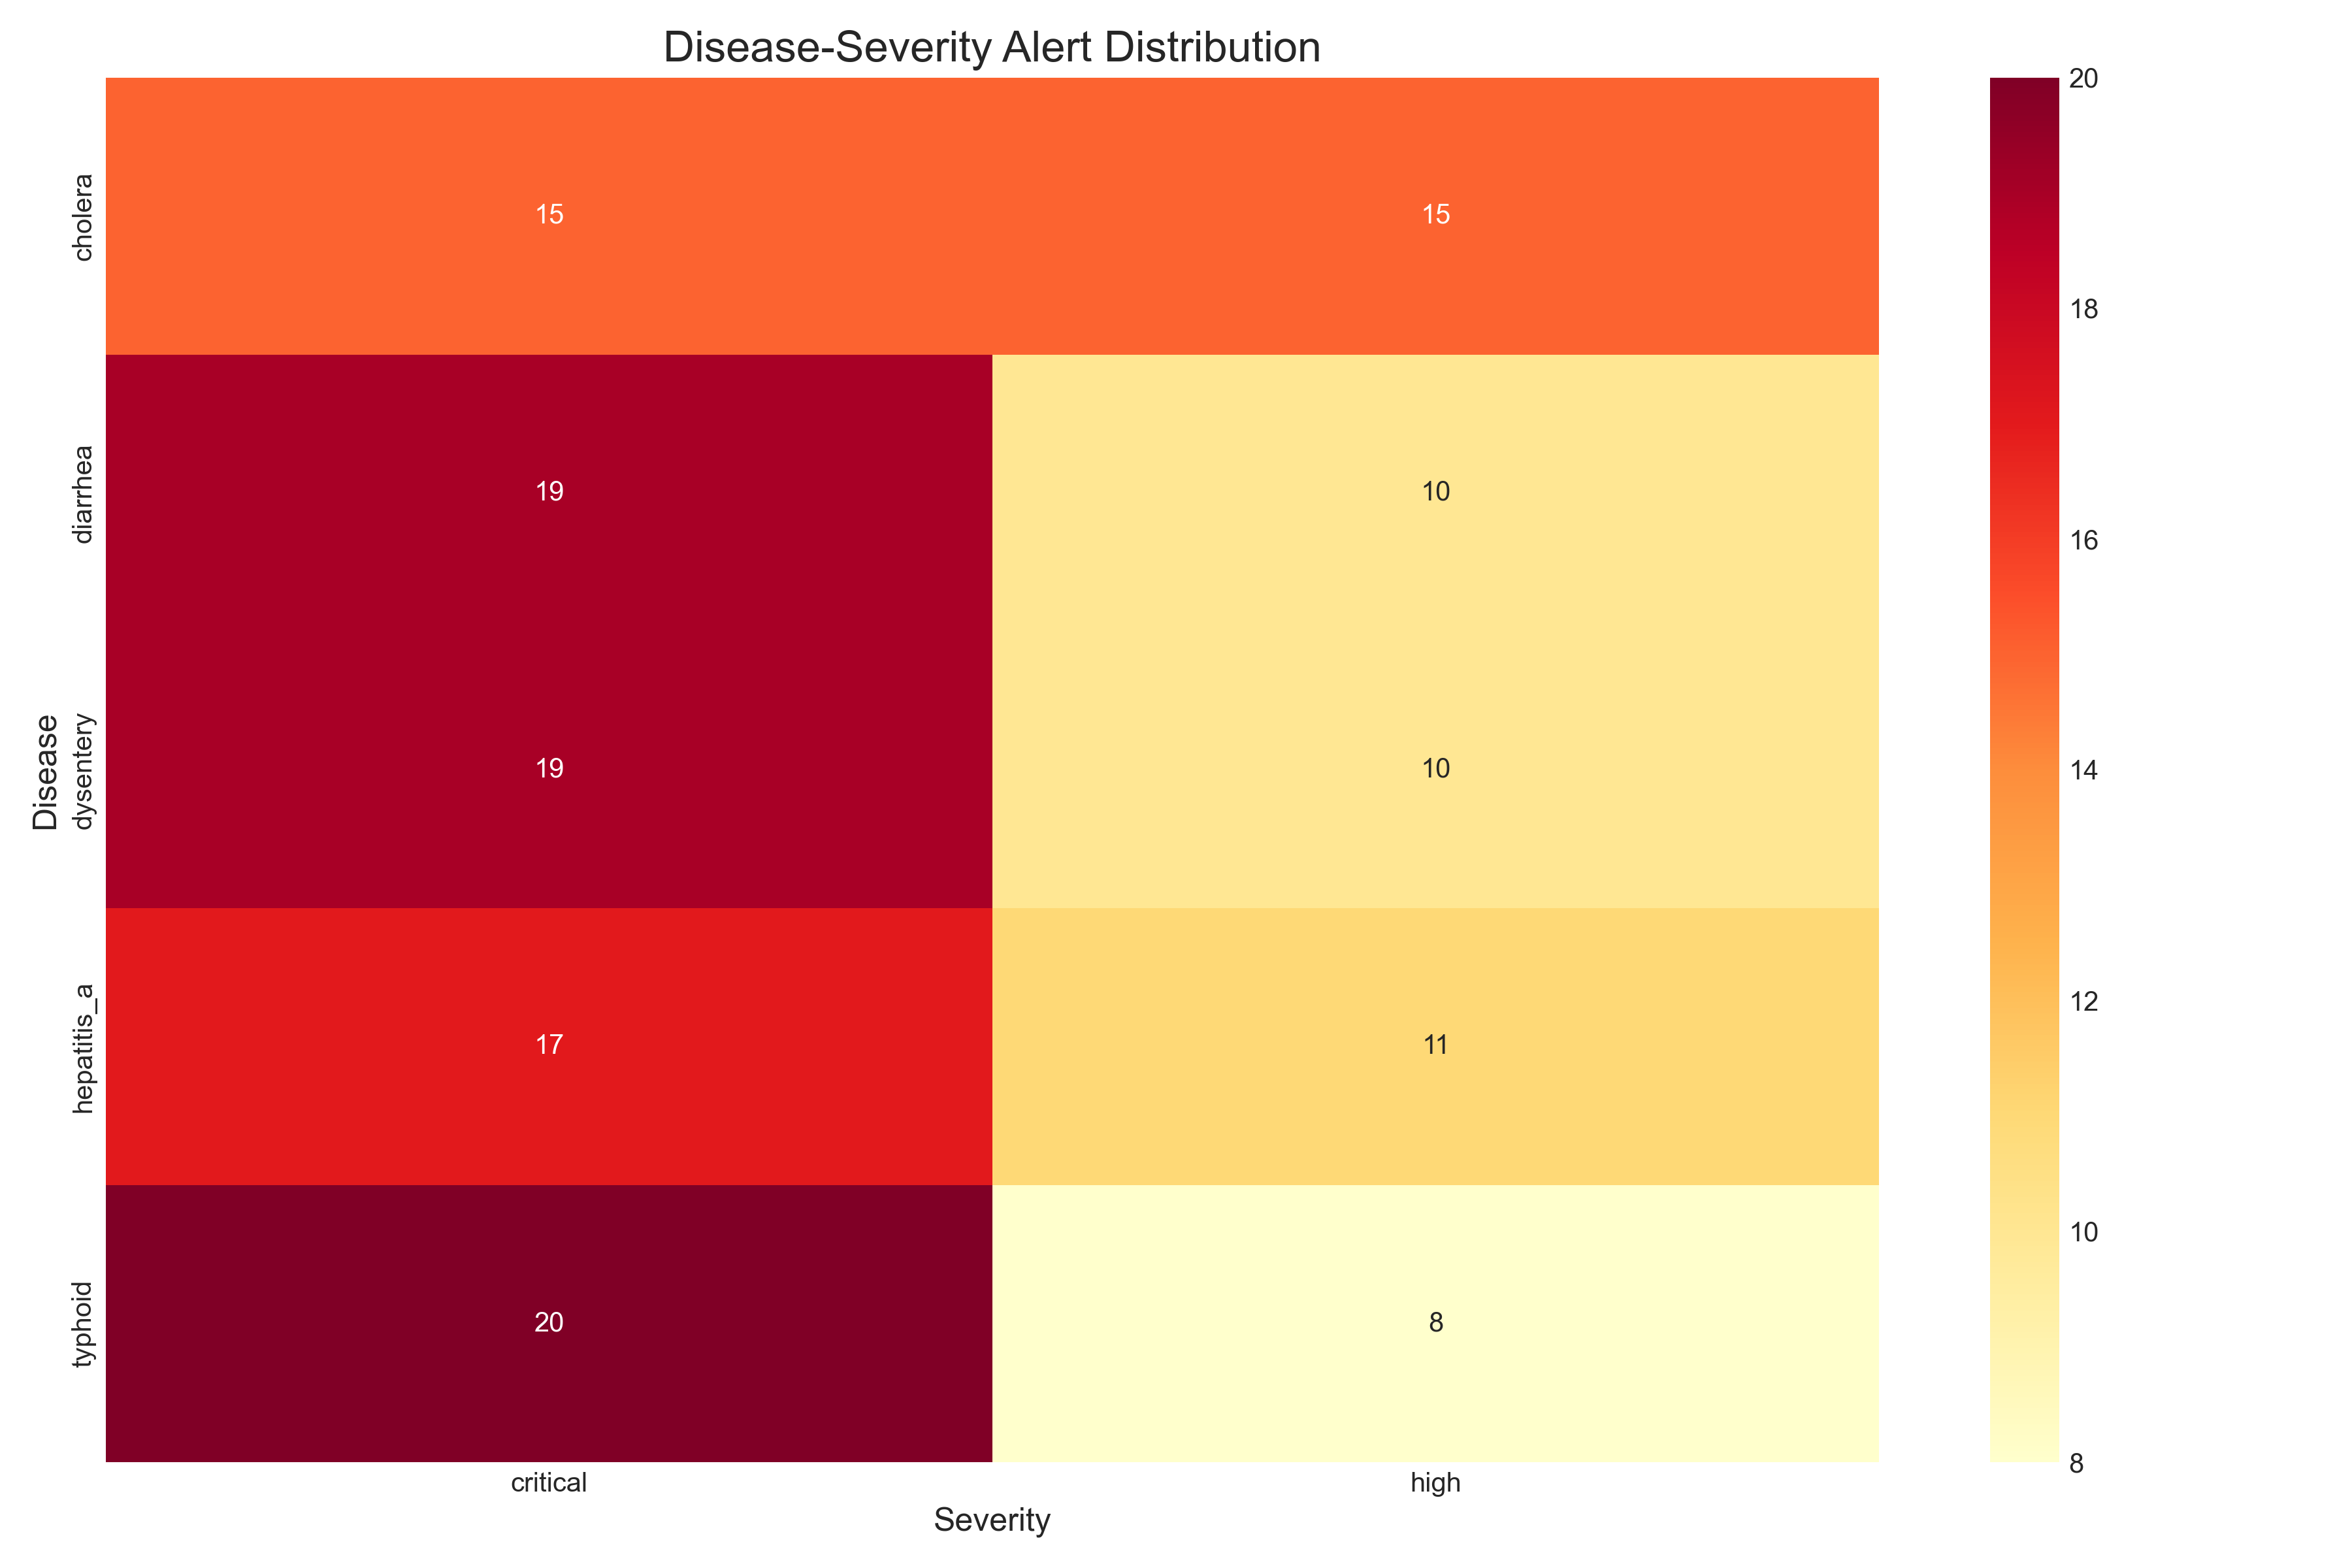 Disease-Severity Alert Distribution
Disease
cholera
15 15
diarrhea
19 10
dysentery
19 10
hepatitis_a
17 11
typhoid
20 8
critical high
Severity
20
18
16
14
12
10
8